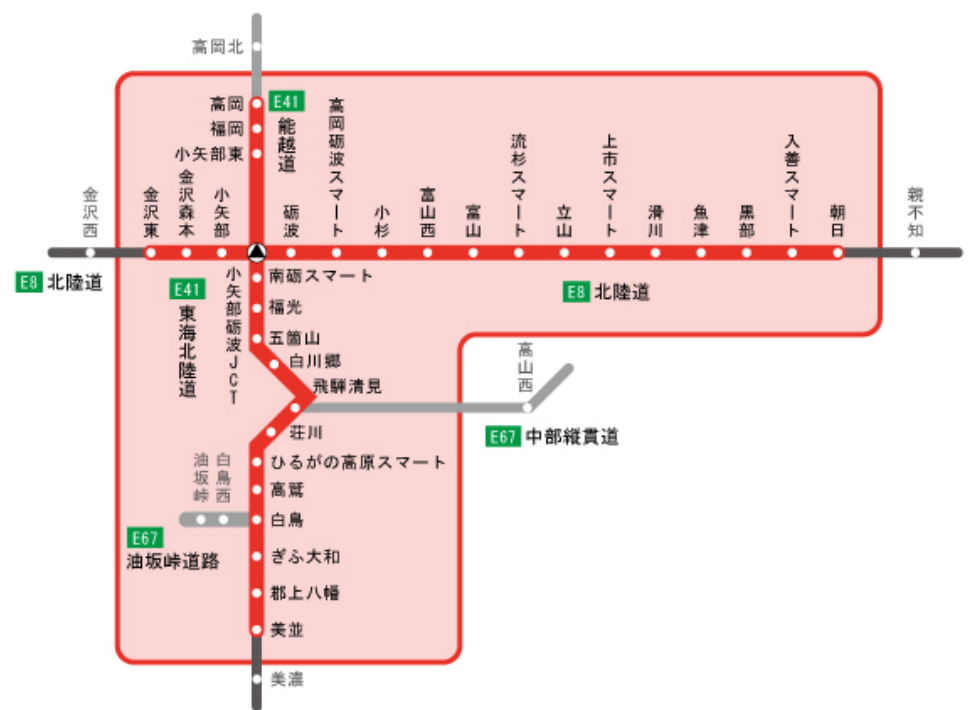 高岡北
高岡
E41
能越道
福岡
小矢部東
金沢西
金沢東
金沢森本
小矢部
砺波
高岡砺波スマート
小杉
富山西
富山
流杉スマート
立山
上市スマート
滑川
魚津
黒部
入善スマート
朝日
親不知
E8 北陸道
E41
東海北陸道
小矢部砺波JCT
E8 北陸道
南砺スマート
福光
五箇山
白川郷
飛騨清見
高山西
E67 中部縦貫道
荘川
ひるがの高原スマート
高鷲
油坂峠
白鳥西
白鳥
E67
油坂峠道路
ぎふ大和
郡上八幡
美並
美濃